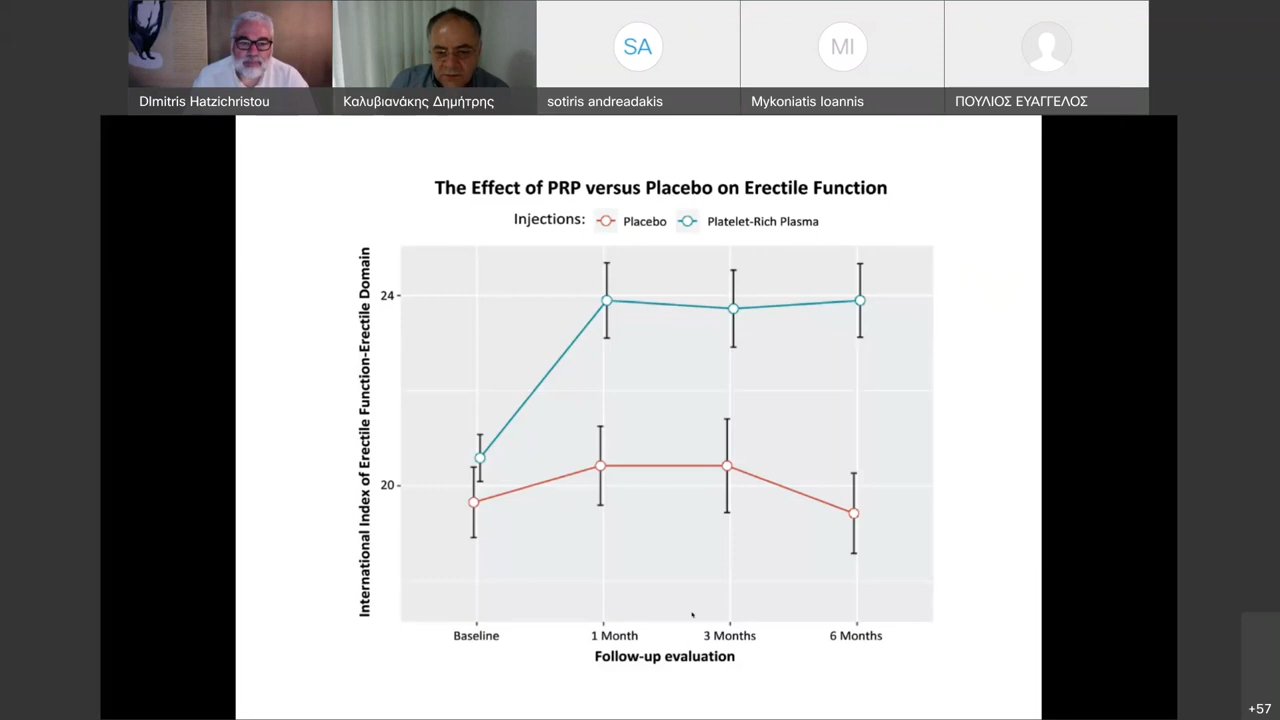 SA
MI
DImitris Hatzichristou
Καλυβιανάκης Δημήτρης
sotiris andreadakis
Mykoniatis Ioannis
ΠΟΥΛΙΟΣ ΕΥΑΓΓΕΛΟΣ
The Effect of PRP versus Placebo on Erectile Function
Injections: Placebo Platelet-Rich Plasma
International Index of Erectile Function-Erectile Domain
24
20
Baseline 1 Month 3 Months 6 Months
Follow-up evaluation
+57